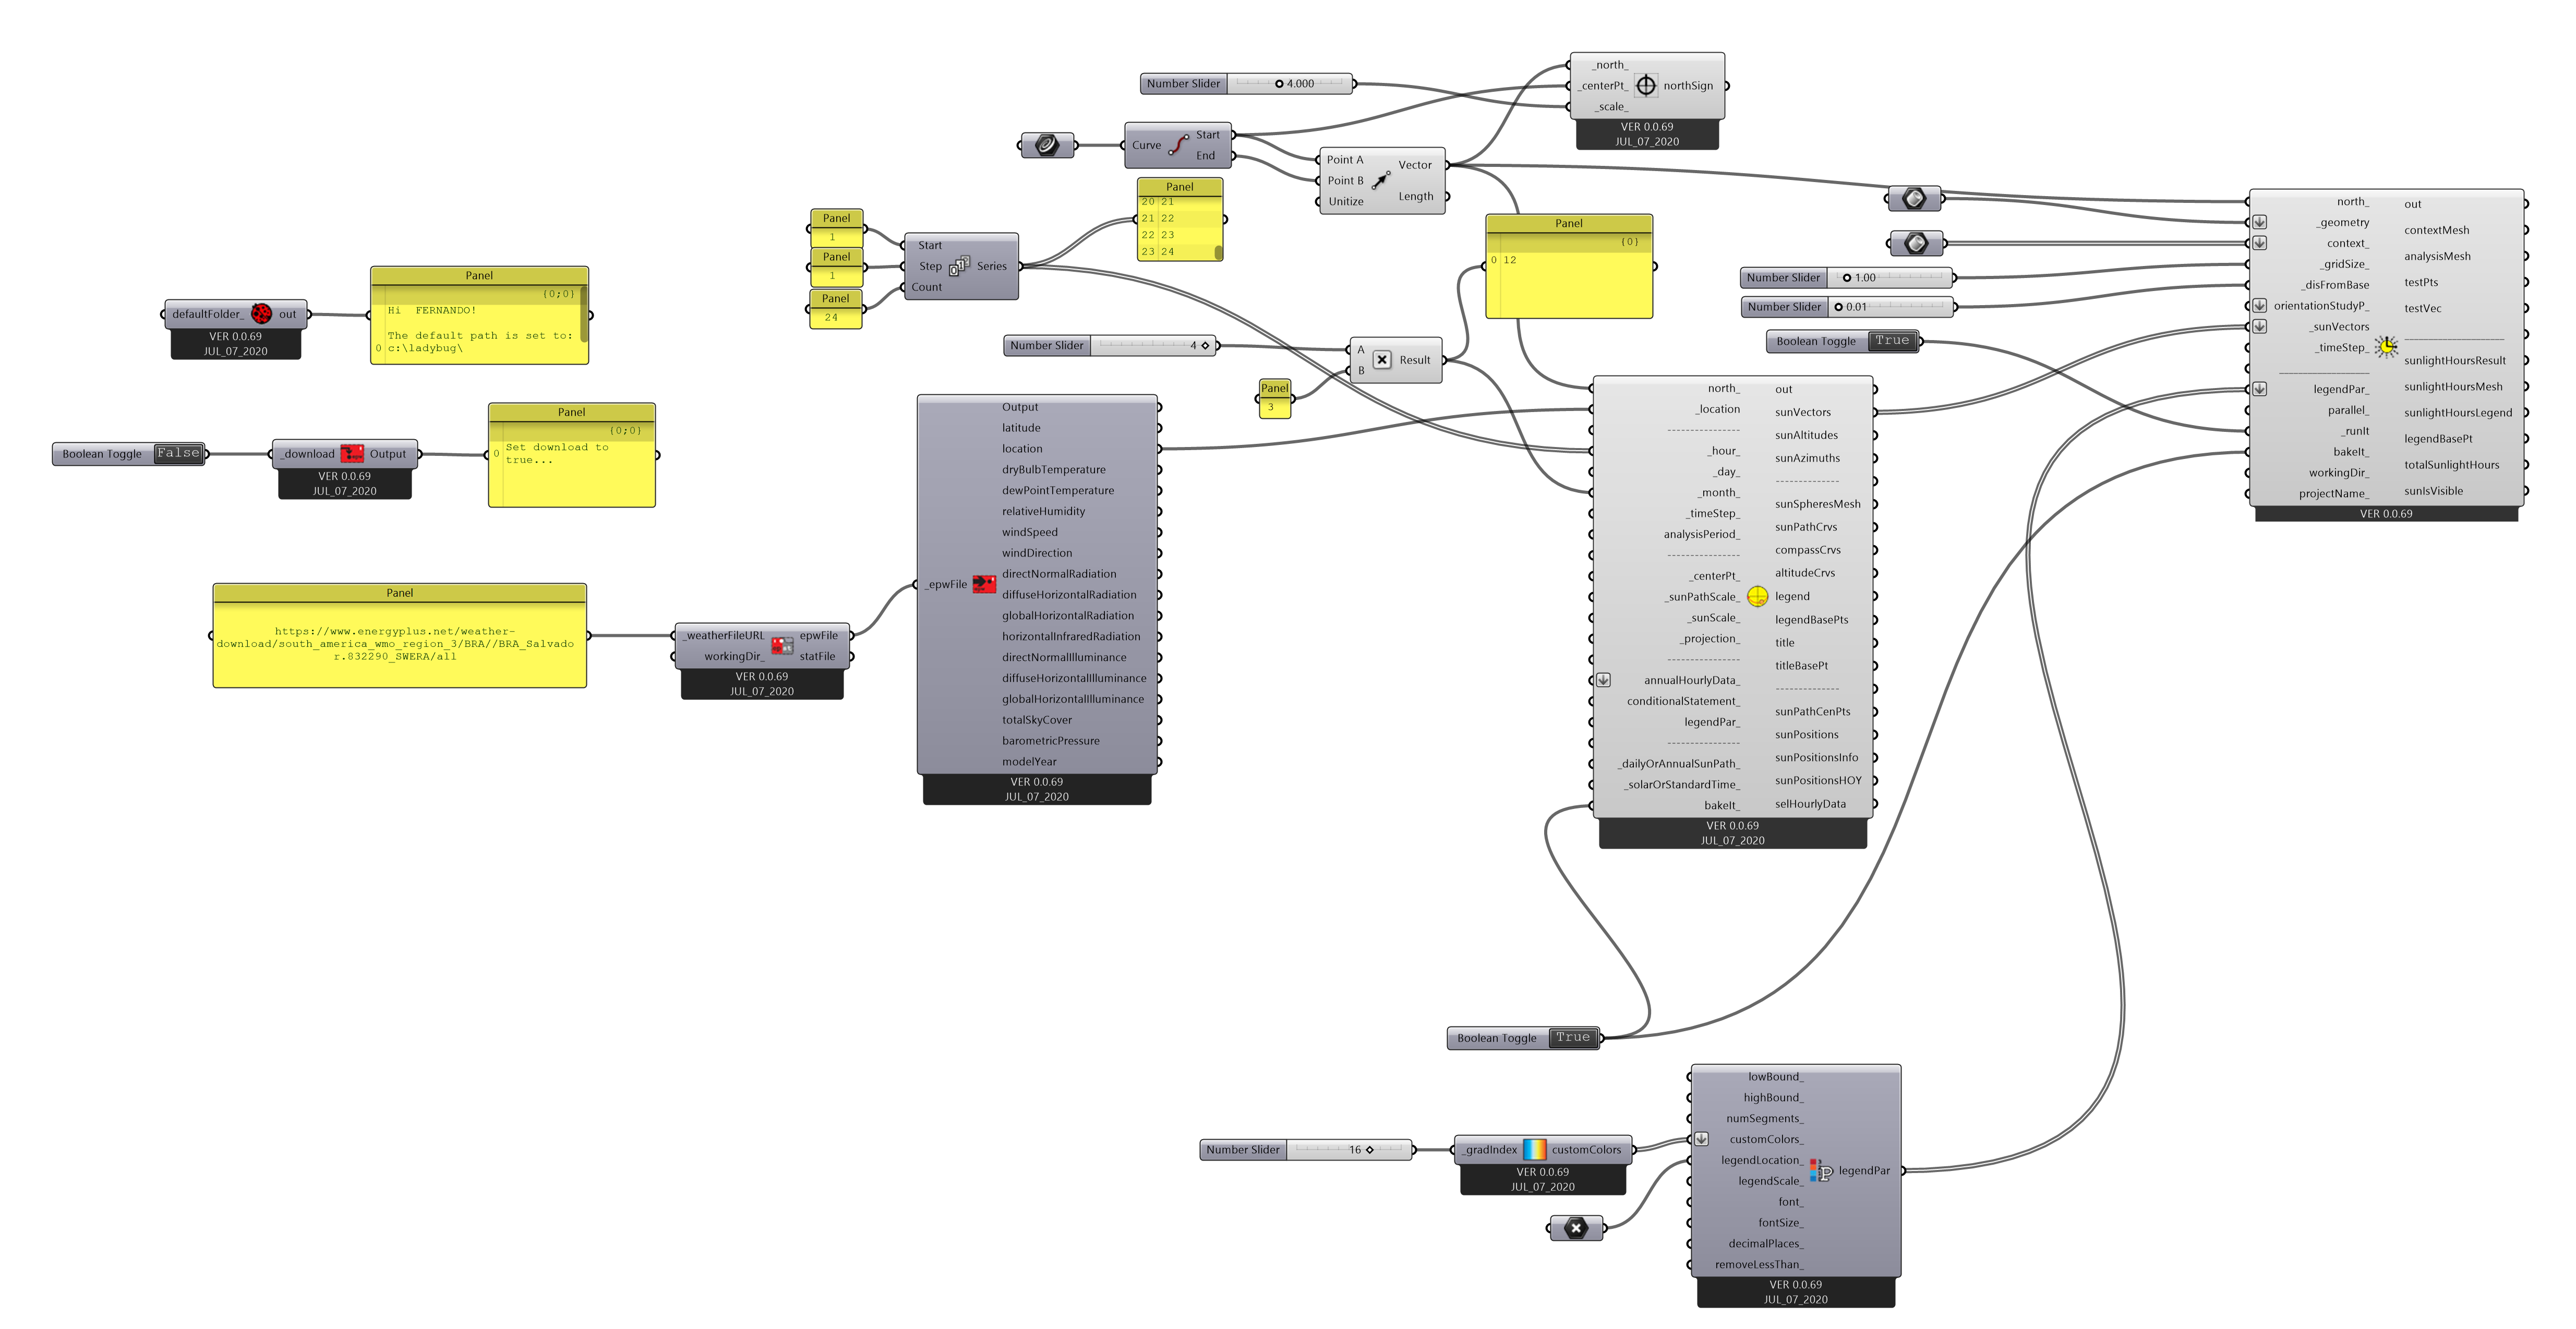 Number Slider 4.000
_north_
_centerPt_ northSign
_scale_
VER 0.0.69
JUL_07_2020
Curve Start
End
Point A Vector
Point B
Unitize Length
Panel
20 21
21 22
22 23
23 24
Panel
1
Panel
1
Panel
24
Start
Step Series
Count
Panel
{0}
0 12
defaultFolder_ out
VER 0.0.69
JUL_07_2020
Panel
{0;0}
Hi FERNANDO!
The default path is set to:
0 c:\ladybug\
Number Slider 4
A Result
B
Panel
3
Boolean Toggle False
_download Output
VER 0.0.69
JUL_07_2020
Panel
{0;0}
0 Set download to
true...
Panel
https://www.energyplus.net/weather-
download/south_america_wmo_region_3/BRA//BRA_Salvado
r.832290_SWERA/all
_weatherFileURL epwFile
workingDir_ statFile
VER 0.0.69
JUL_07_2020
_epwFile
Output
latitude
location
dryBulbTemperature
dewPointTemperature
relativeHumidity
windSpeed
windDirection
directNormalRadiation
diffuseHorizontalRadiation
globalHorizontalRadiation
horizontalInfraredRadiation
directNormalIlluminance
diffuseHorizontalIlluminance
globalHorizontalIlluminance
totalSkyCover
barometricPressure
modelYear
VER 0.0.69
JUL_07_2020
north_
_location
---------------
_hour_
_day_
_month_
_timeStep_
analysisPeriod_
---------------
_centerPt_
_sunPathScale_
_sunScale_
_projection_
---------------
annualHourlyData_
conditionalStatement_
legendPar_
---------------
_dailyOrAnnualSunPath_
_solarOrStandardTime_
bakeIt_
out
sunVectors
sunAltitudes
sunAzimuths
-------------
sunSpheresMesh
sunPathCrvs
compassCrvs
altitudeCrvs
legend
legendBasePts
title
titleBasePt
-------------
sunPathCenPts
sunPositions
sunPositionsInfo
sunPositionsHOY
selHourlyData
VER 0.0.69
JUL_07_2020
Number Slider 1.00
Number Slider 0.01
Boolean Toggle True
north_
_geometry
context_
_gridSize_
_disFromBase
orientationStudyP_
_sunVectors
_timeStep_
____________________
legendPar_
parallel_
_runIt
bakeIt_
workingDir_
projectName_
out
contextMesh
analysisMesh
testPts
testVec
____________________
sunlightHoursResult
sunlightHoursMesh
sunlightHoursLegend
legendBasePt
totalSunlightHours
sunIsVisible
VER 0.0.69
Boolean Toggle True
Number Slider 16
_gradIndex customColors
VER 0.0.69
JUL_07_2020
lowBound_
highBound_
numSegments_
customColors_
legendLocation_
legendScale_
font_
fontSize_
decimalPlaces_
removeLessThan_
legendPar
VER 0.0.69
JUL_07_2020